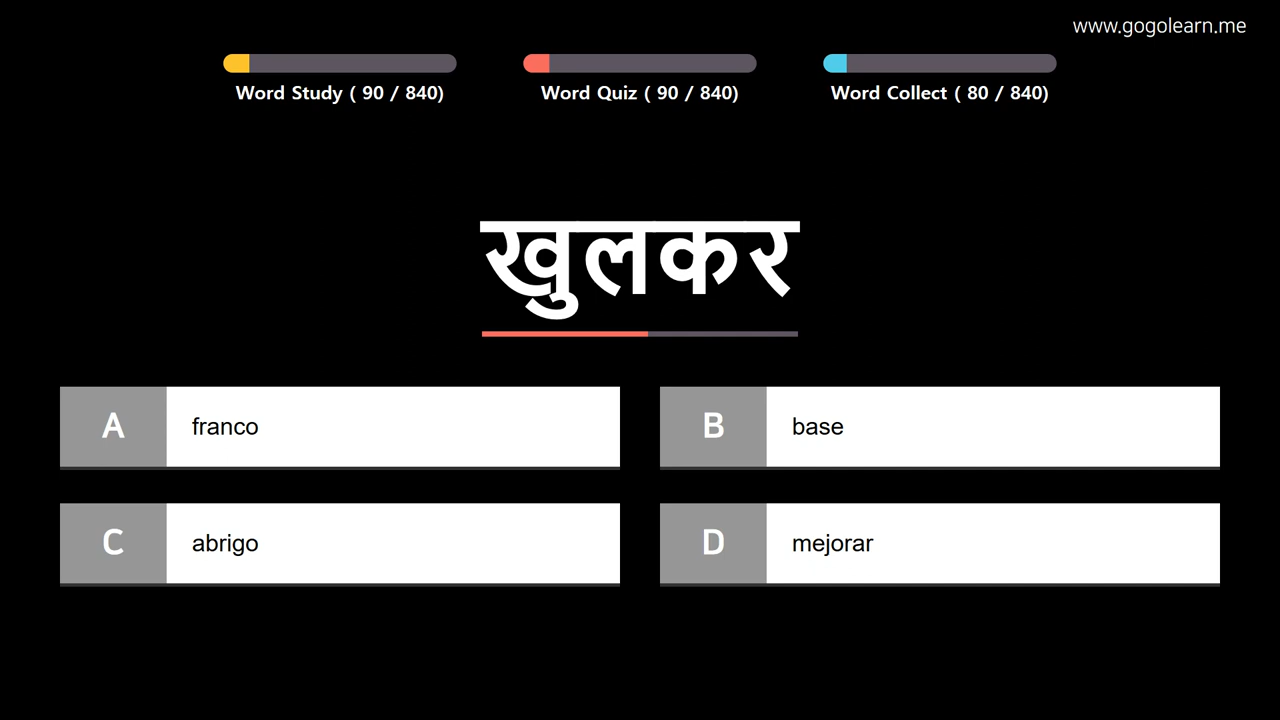 www.gogolearn.me
Word Study ( 90 / 840) Word Quiz ( 90 / 840) Word Collect ( 80 / 840)
खुलकर
A franco
B base
C abrigo
D mejorar